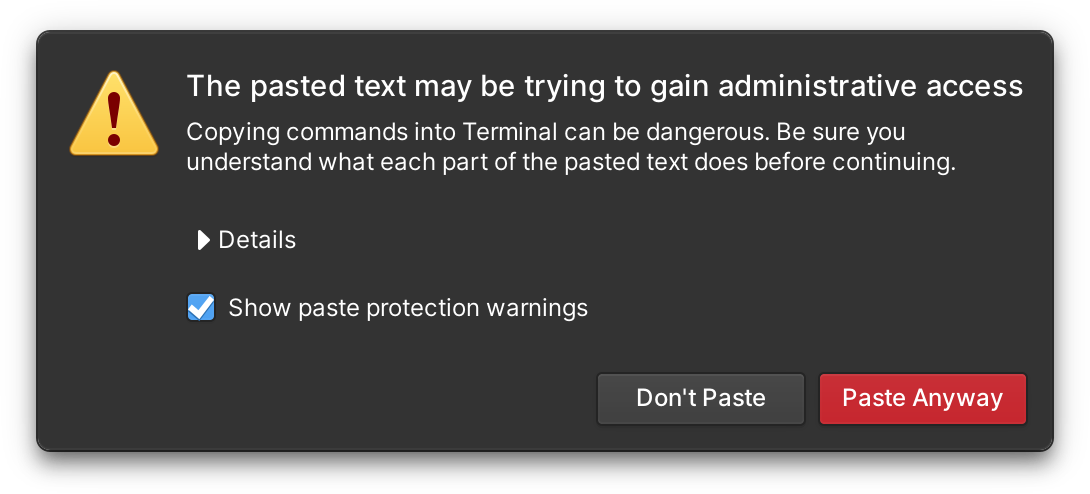 The pasted text may be trying to gain administrative access
Copying commands into Terminal can be dangerous. Be sure you
understand what each part of the pasted text does before continuing.
Details
Show paste protection warnings
Don't Paste
Paste Anyway